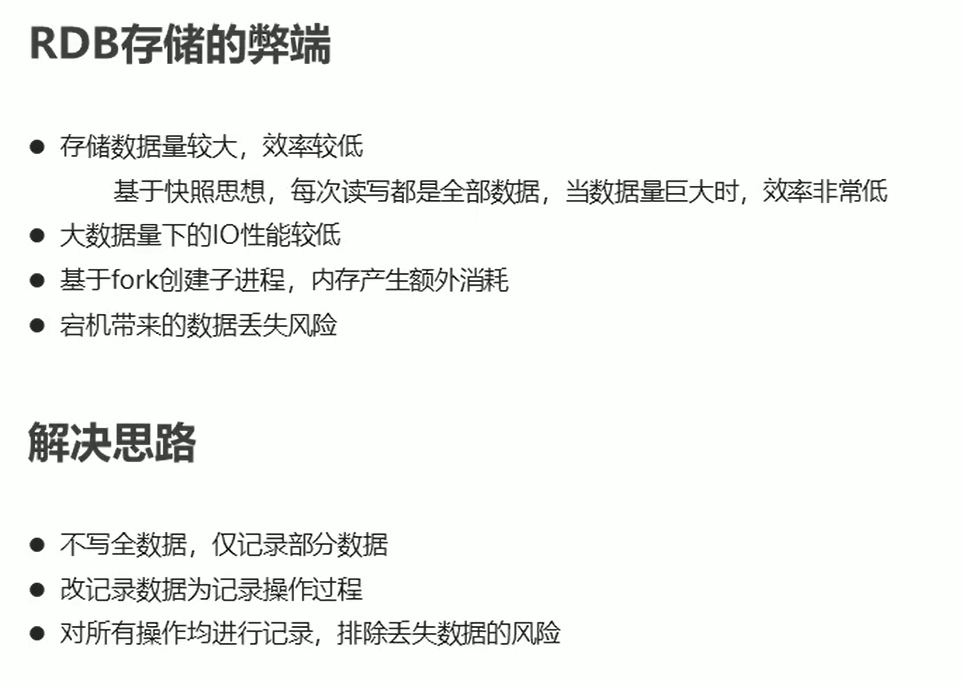 RDB存储的弊端
● 存储数据量较大，效率较低
基于快照思想，每次读写都是全部数据，当数据量巨大时，效率非常低
● 大数据量下的IO性能较低
● 基于fork创建子进程，内存产生额外消耗
● 宕机带来的数据丢失风险
解决思路
● 不写全数据，仅记录部分数据
● 改记录数据为记录操作过程
● 对所有操作均进行记录，排除丢失数据的风险